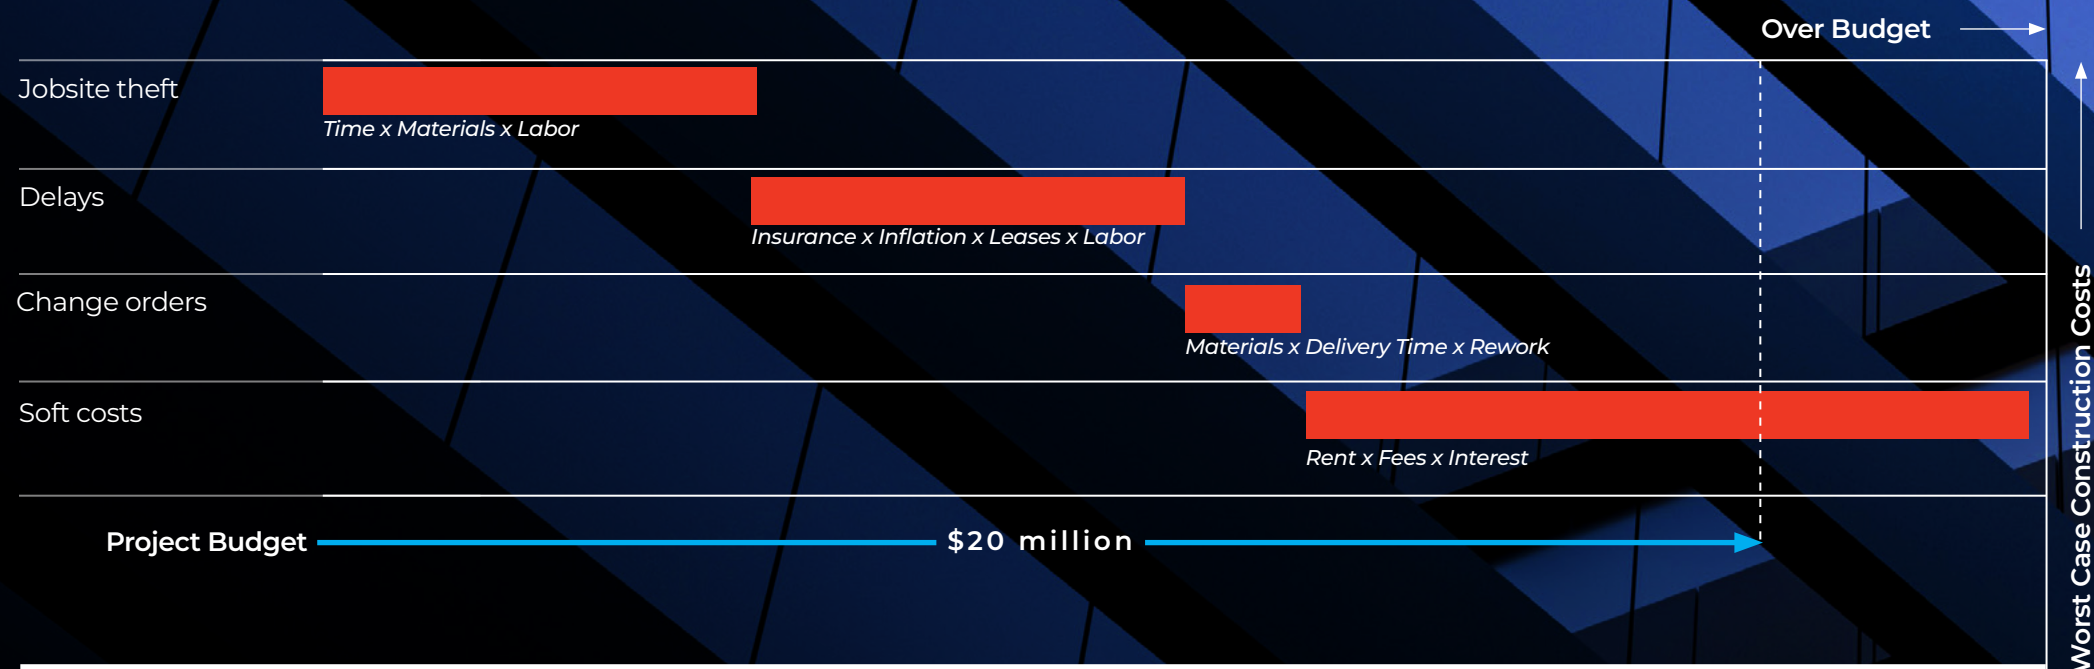 Over Budget
Jobsite theft
Time x Materials x Labor
Delays
Insurance x Inflation x Leases x Labor
Change orders
Materials x Delivery Time x Rework
Soft costs
Rent x Fees x Interest
Project Budget
$20 million
Worst Case Construction Costs